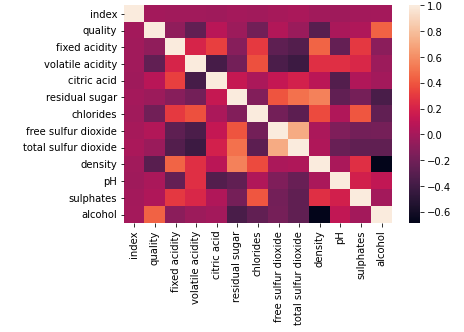 index
quality
fixed acidity
volatile acidity
citric acid
residual sugar
chlorides
free sulfur dioxide
total sulfur dioxide
density
pH
sulphates
alcohol
index
quality
fixed acidity
volatile acidity
citric acid
residual sugar
chlorides
free sulfur dioxide
total sulfur dioxide
density
pH
sulphates
alcohol
1.0
0.8
0.6
0.4
0.2
0.0
−0.2
−0.4
−0.6